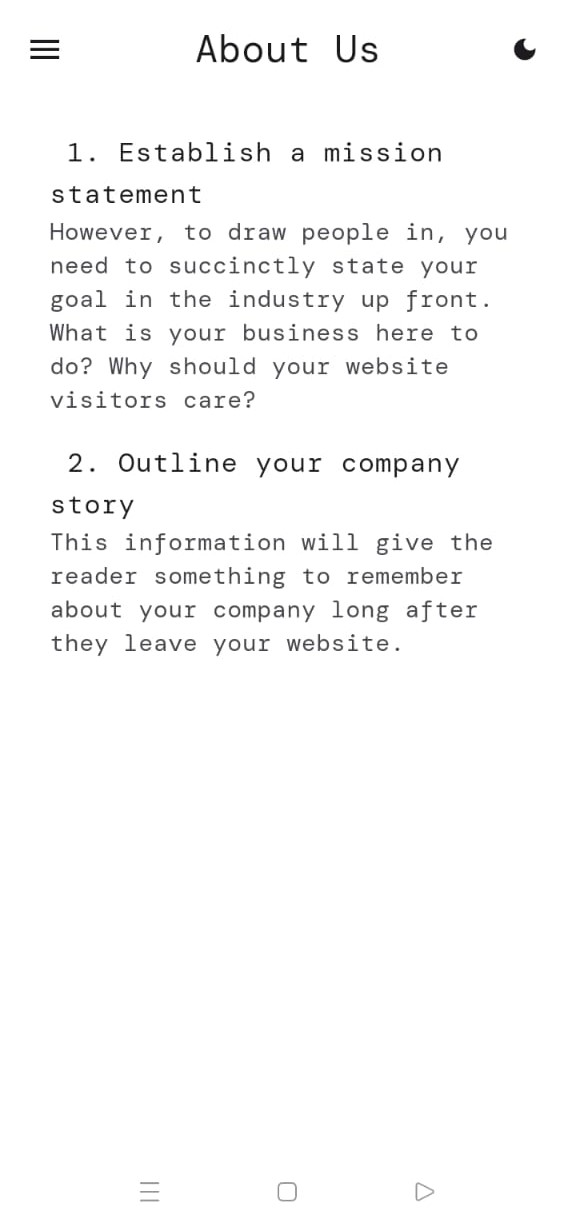 About Us
1. Establish a mission
statement
However, to draw people in, you
need to succinctly state your
goal in the industry up front.
What is your business here to
do? Why should your website
visitors care?
2. Outline your company
story
This information will give the
reader something to remember
about your company long after
they leave your website.